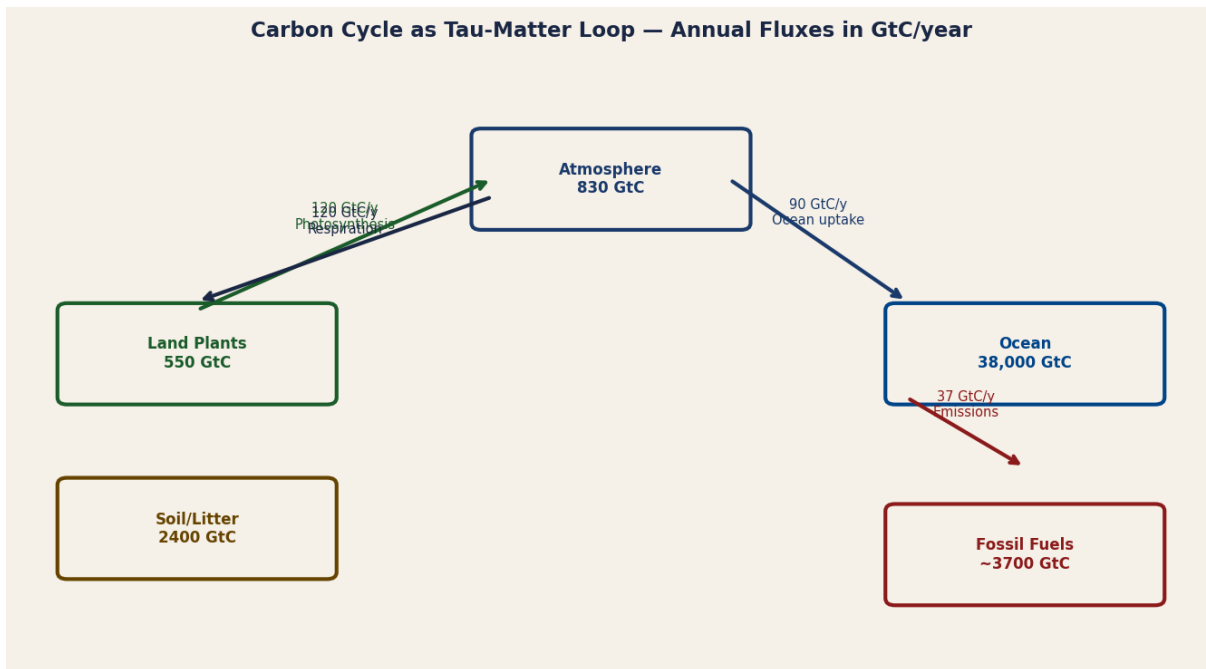 Carbon Cycle as Tau-Matter Loop — Annual Fluxes in GtC/year
Atmosphere
830 GtC
120 GtC/y
Photosynthesis
120 GtC/y
Respiration
90 GtC/y
Ocean uptake
Land Plants
550 GtC
Ocean
38,000 GtC
37 GtC/y
Emissions
Soil/Litter
2400 GtC
Fossil Fuels
~3700 GtC